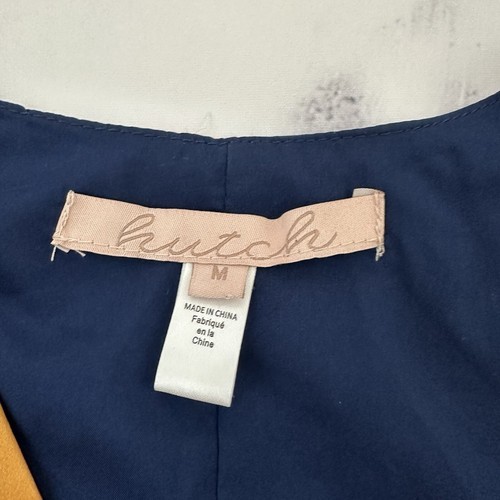 hutch
M
MADE IN CHINA
Fabriqué
en la
Chine